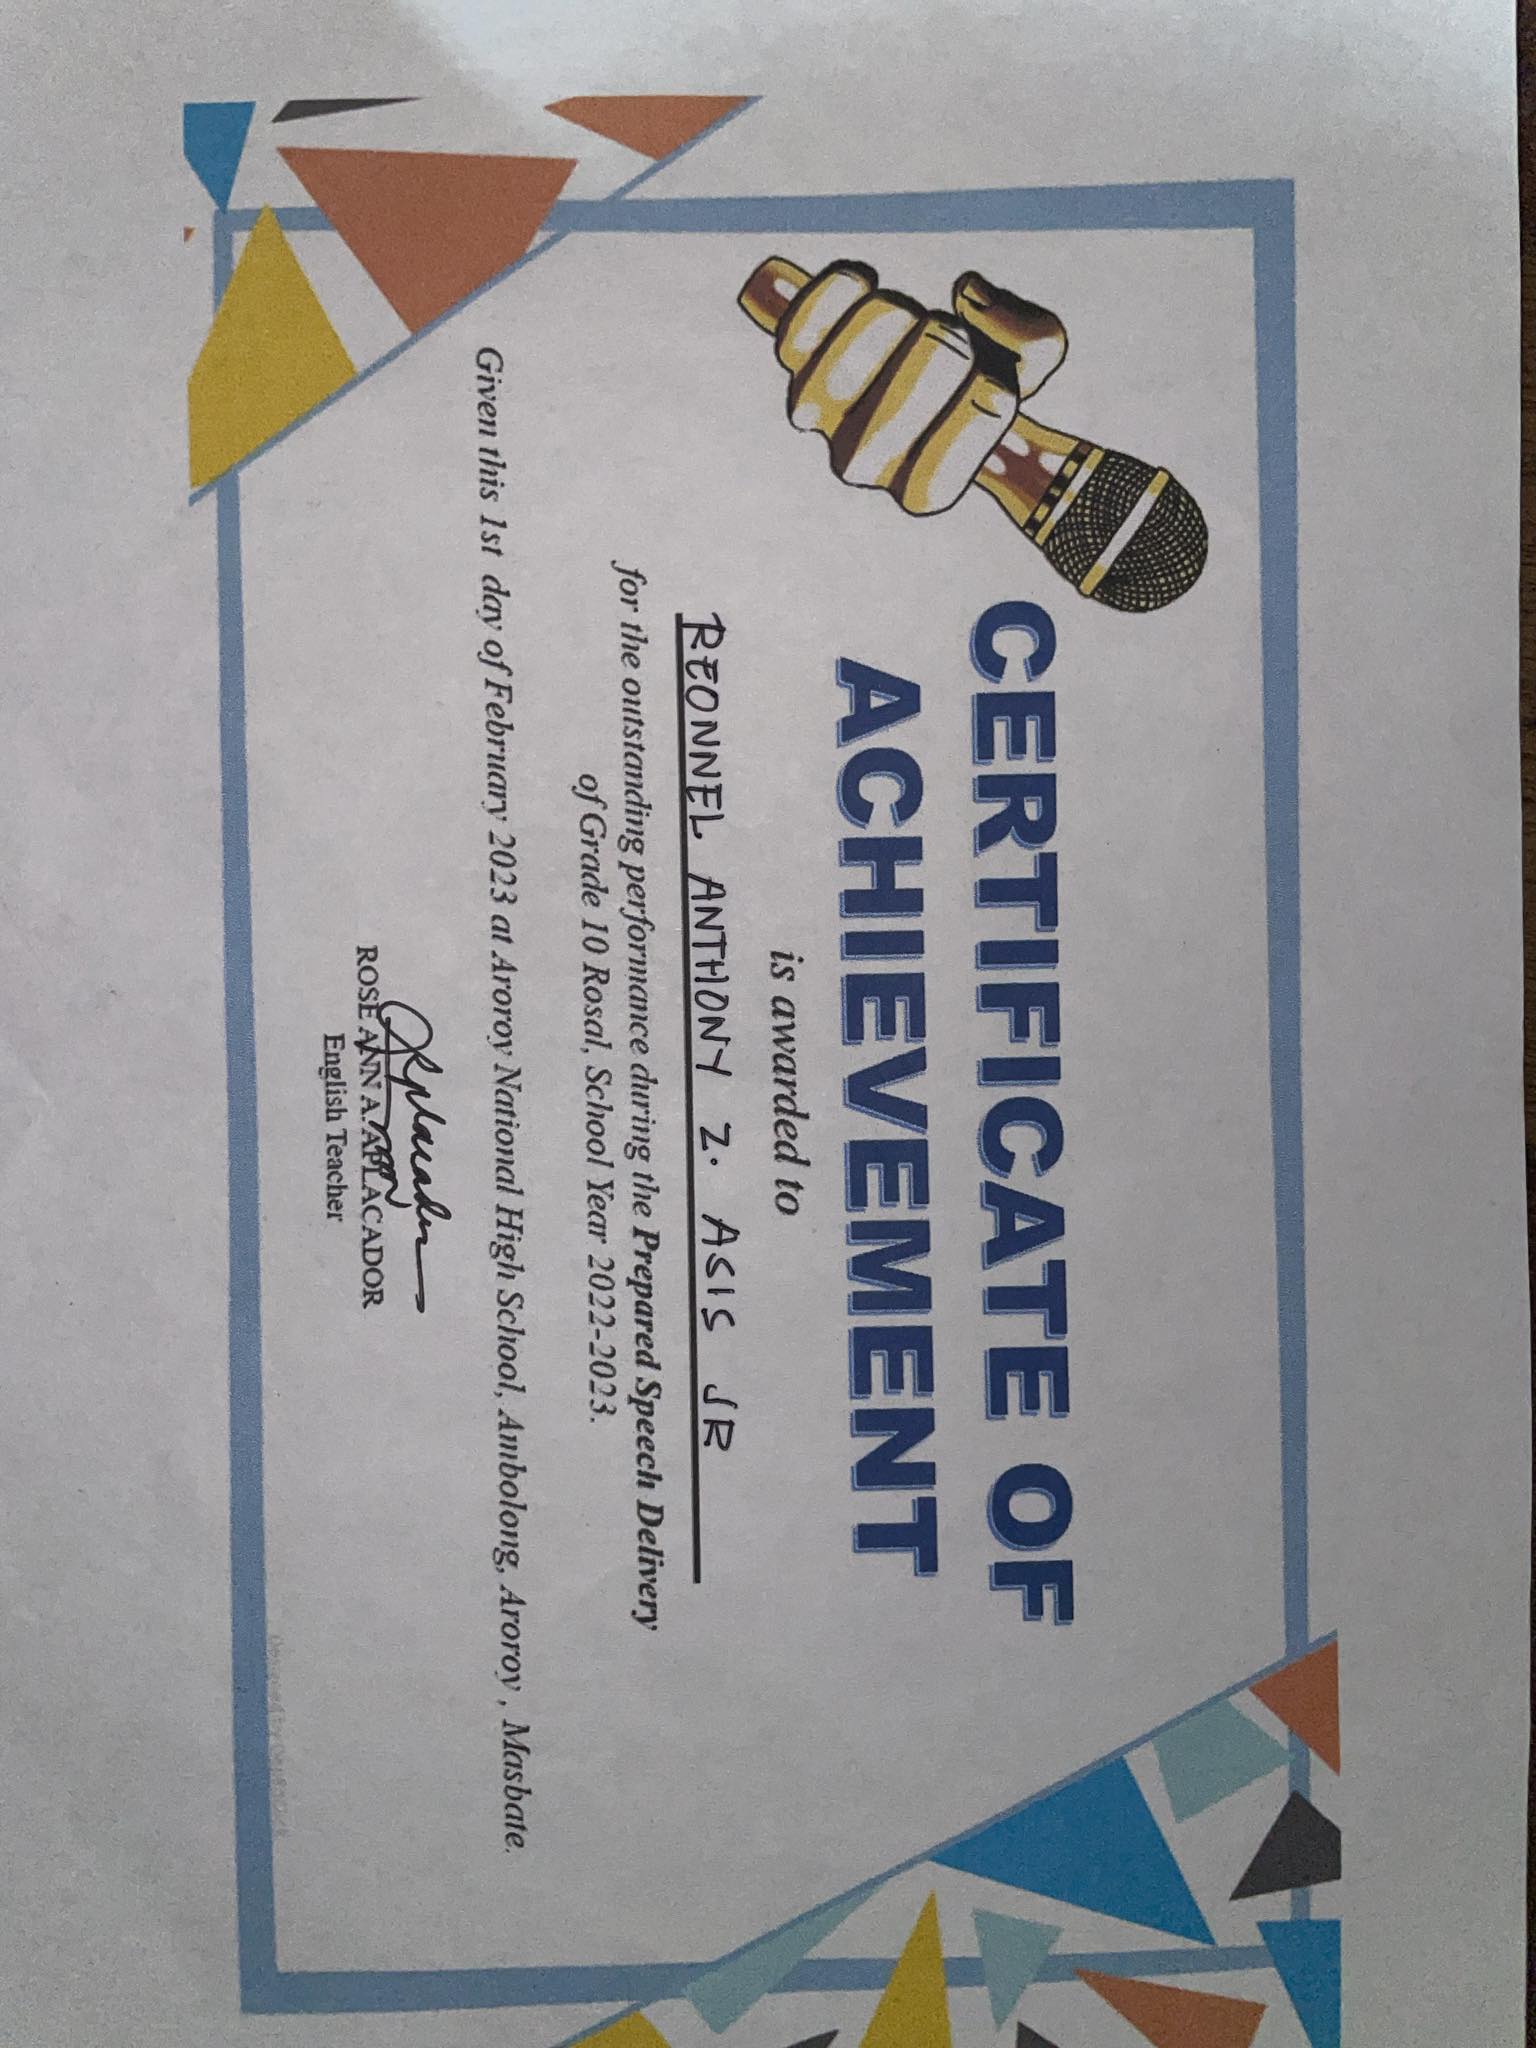 CERTIFICATE OF
ACHIEVEMENT
is awarded to
REONNEL ANTHONY Z. ASIS JR
for the outstanding performance during the Prepared Speech Delivery
of Grade 10 Rosal, School Year 2022-2023.
Given this 1st day of February 2023 at Aroroy National High School, Ambolong, Aroroy , Masbate.
ROSE ANN A. APLACADOR
English Teacher